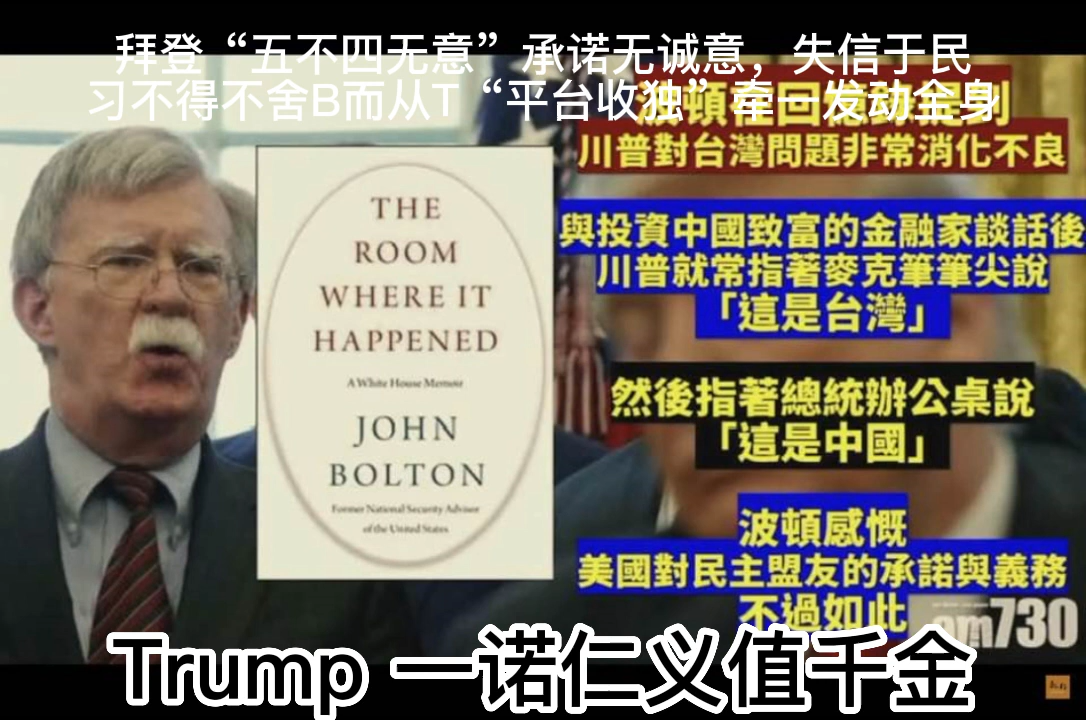 拜登“五不四无意”承诺无诚意，失信于民
习不得不舍B而从T“平台收独”牵一发动全身
川普對台灣問題非常消化不良
與投資中國致富的金融家談話後
川普就常指著麥克筆筆尖說
「這是台灣」
然後指著總統辦公桌說
「這是中國」
波頓感慨
美國對民主盟友的承諾與義務
不過如此
THE
ROOM
WHERE IT
HAPPENED
A White House Memoir
JOHN
BOLTON
Former National Security Advisor
of the United States
am730
Trump 一诺仁义值千金